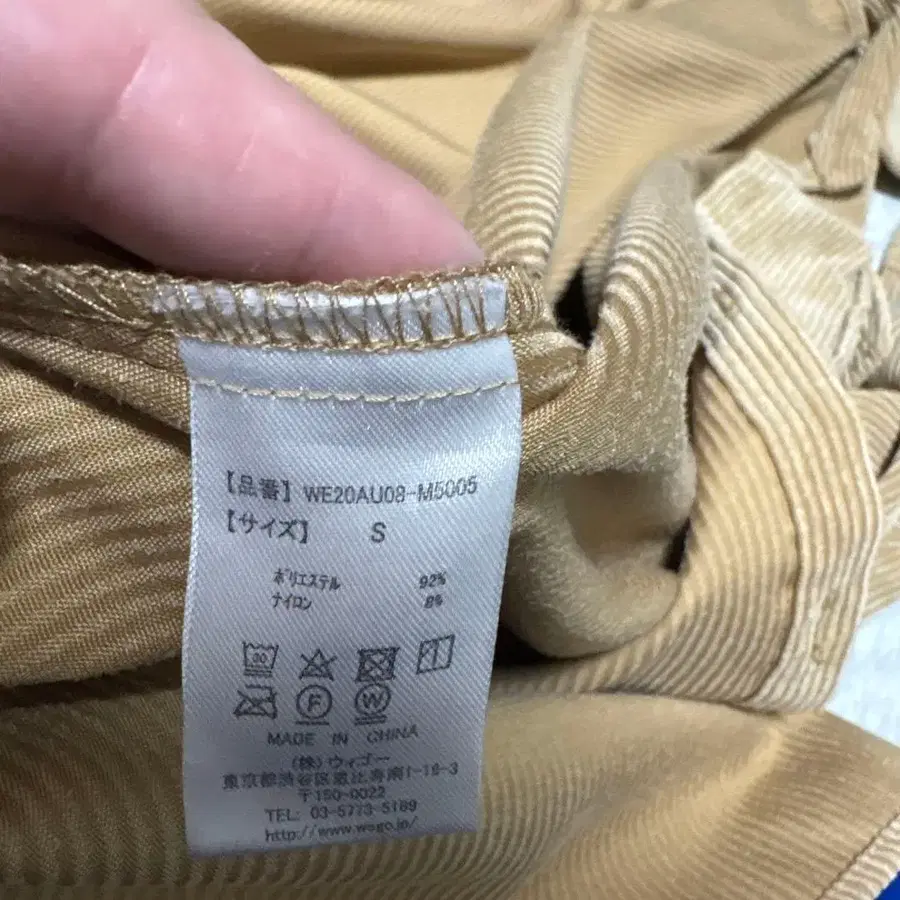 【品番】 WE20AU08-M5005
【サイズ】 S
ポリエステル 92%
ナイロン 8%
30
F W
MADE IN CHINA
(株)ウィゴー
東京都渋谷区恵比寿南1-18-3
〒150-0022
TEL: 03-5773-5189
http://www.wego.jp/